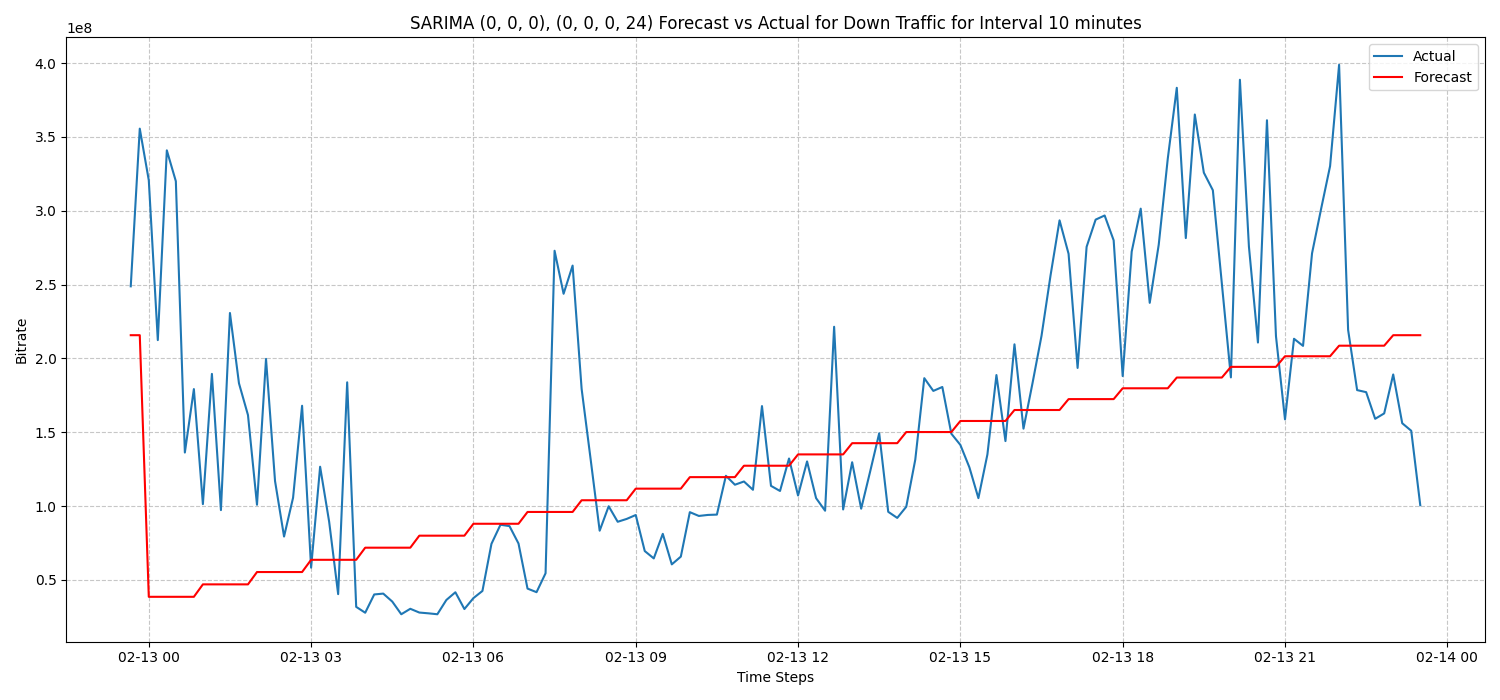 SARIMA (0, 0, 0), (0, 0, 0, 24) Forecast vs Actual for Down Traffic for Interval 10 minutes
1e8
Actual
Forecast
4.0
3.5
3.0
2.5
2.0
1.5
1.0
0.5
Bitrate
02-13 00 02-13 03 02-13 06 02-13 09 02-13 12 02-13 15 02-13 18 02-13 21 02-14 00
Time Steps